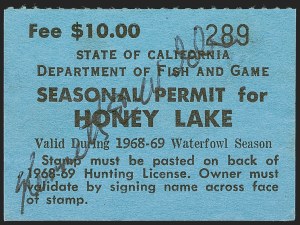 Fee $10.00 289
STATE OF CALIFORNIA
DEPARTMENT OF FISH AND GAME
SEASONAL PERMIT for
HONEY LAKE
Valid During 1968-69 Waterfowl Season
Stamp must be pasted on back of
1968-69 Hunting License. Owner must
validate by signing name across face
of stamp.